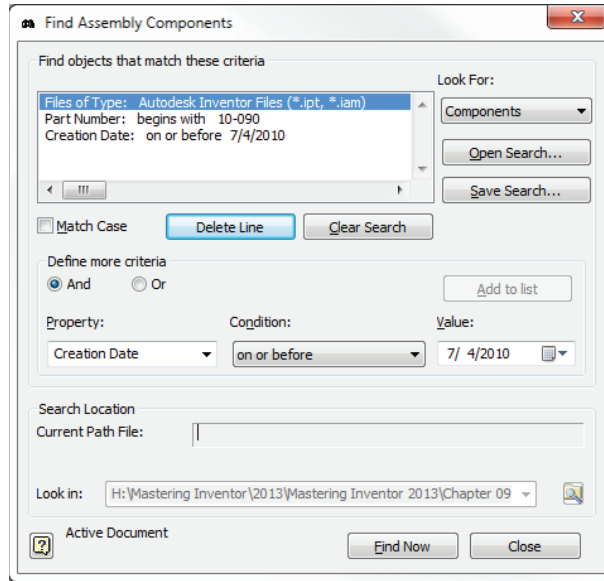 Find Assembly Components
Find objects that match these criteria
Look For:
Files of Type: Autodesk Inventor Files (*.ipt, *.iam)
Part Number: begins with 10-090
Creation Date: on or before 7/4/2010
Components
Open Search...
Save Search...
Match Case
Delete Line
Clear Search
Define more criteria
And
Or
Add to list
Property:
Condition:
Value:
Creation Date
on or before
7/ 4/2010
Search Location
Current Path File:
Look in:
H:\Mastering Inventor\2013\Mastering Inventor 2013\Chapter 09
Active Document
Find Now
Close